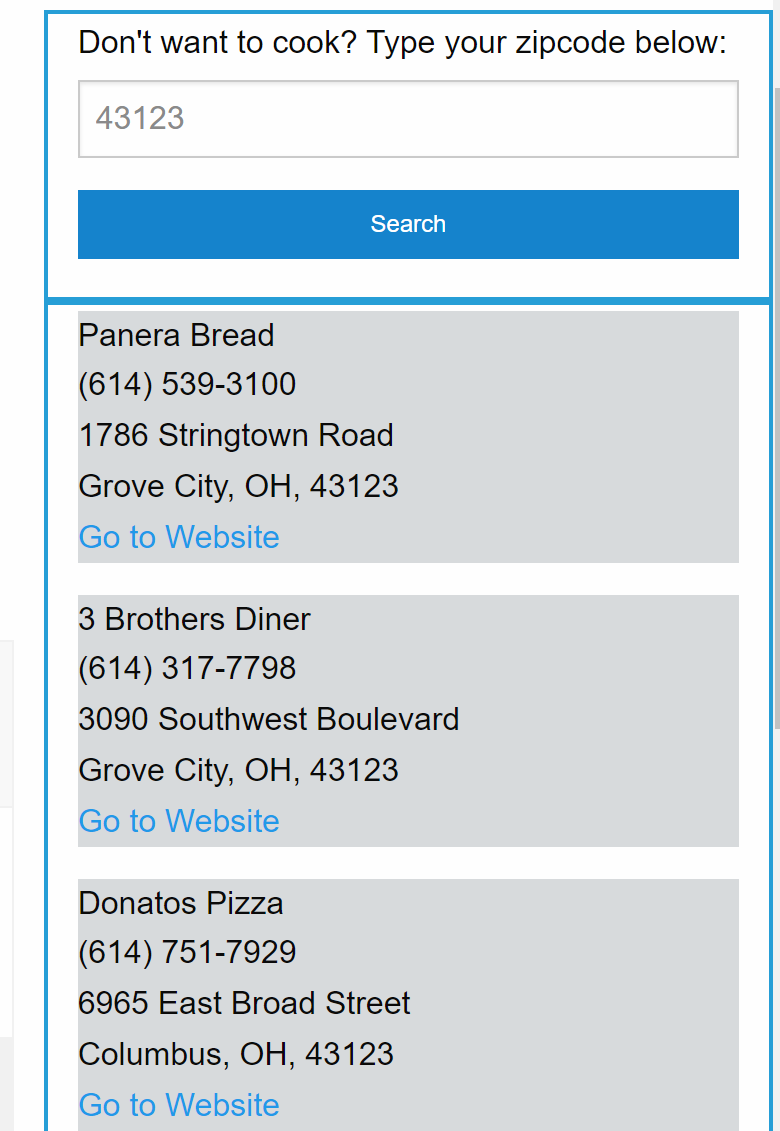 Don't want to cook? Type your zipcode below:
43123
Search
Panera Bread
(614) 539-3100
1786 Stringtown Road
Grove City, OH, 43123
Go to Website
3 Brothers Diner
(614) 317-7798
3090 Southwest Boulevard
Grove City, OH, 43123
Go to Website
Donatos Pizza
(614) 751-7929
6965 East Broad Street
Columbus, OH, 43123
Go to Website